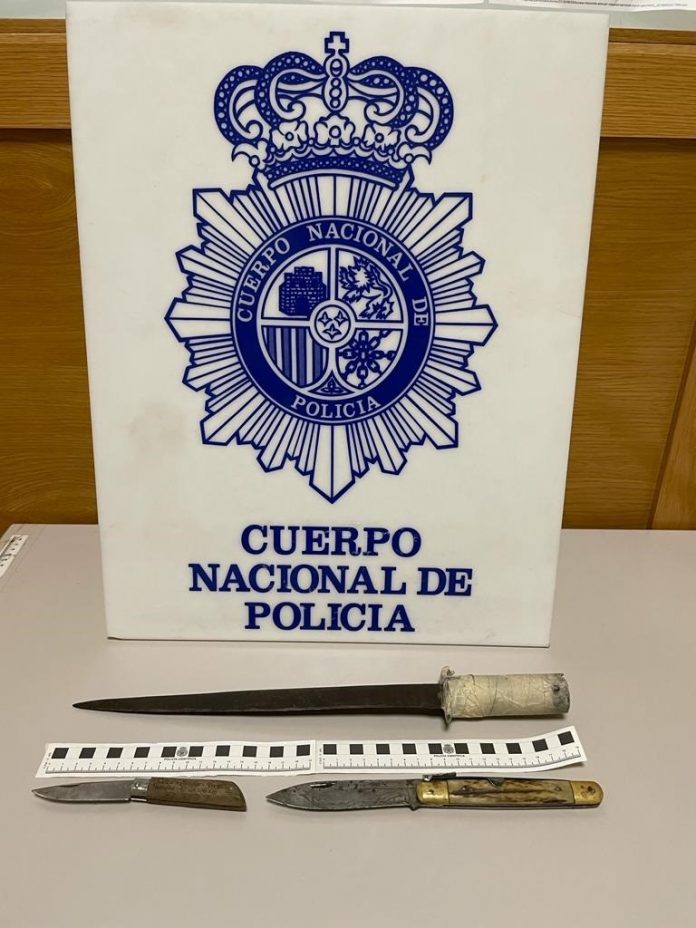 CUERPO NACIONAL DE
POLICIA
CUERPO
NACIONAL DE
POLICIA